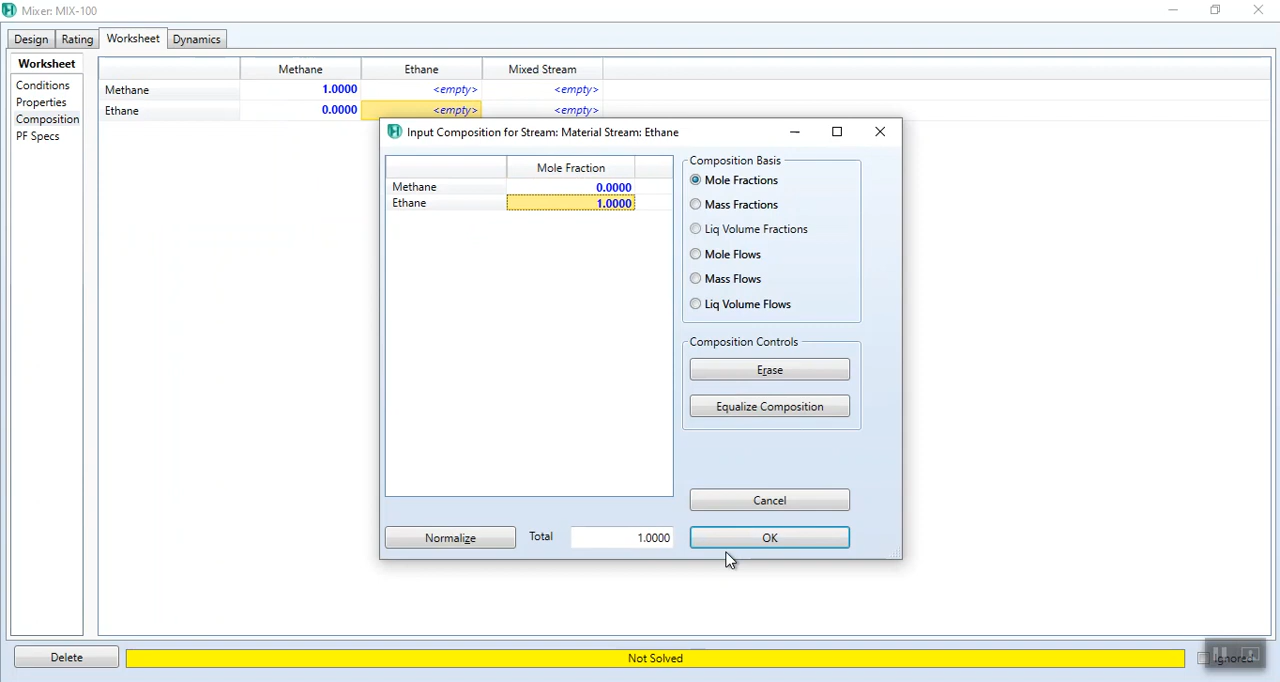 Mixer: MIX-100
Design Rating Worksheet Dynamics
Worksheet
Conditions
Properties
Composition
PF Specs
Methane Ethane Mixed Stream
Methane 1.0000 <empty> <empty>
Ethane 0.0000 <empty> <empty>
Input Composition for Stream: Material Stream: Ethane
Mole Fraction
Methane 0.0000
Ethane 1.0000
Composition Basis
Mole Fractions
Mass Fractions
Liq Volume Fractions
Mole Flows
Mass Flows
Liq Volume Flows
Composition Controls
Erase
Equalize Composition
Cancel
Normalize Total 1.0000 OK
Delete Not Solved Ignored